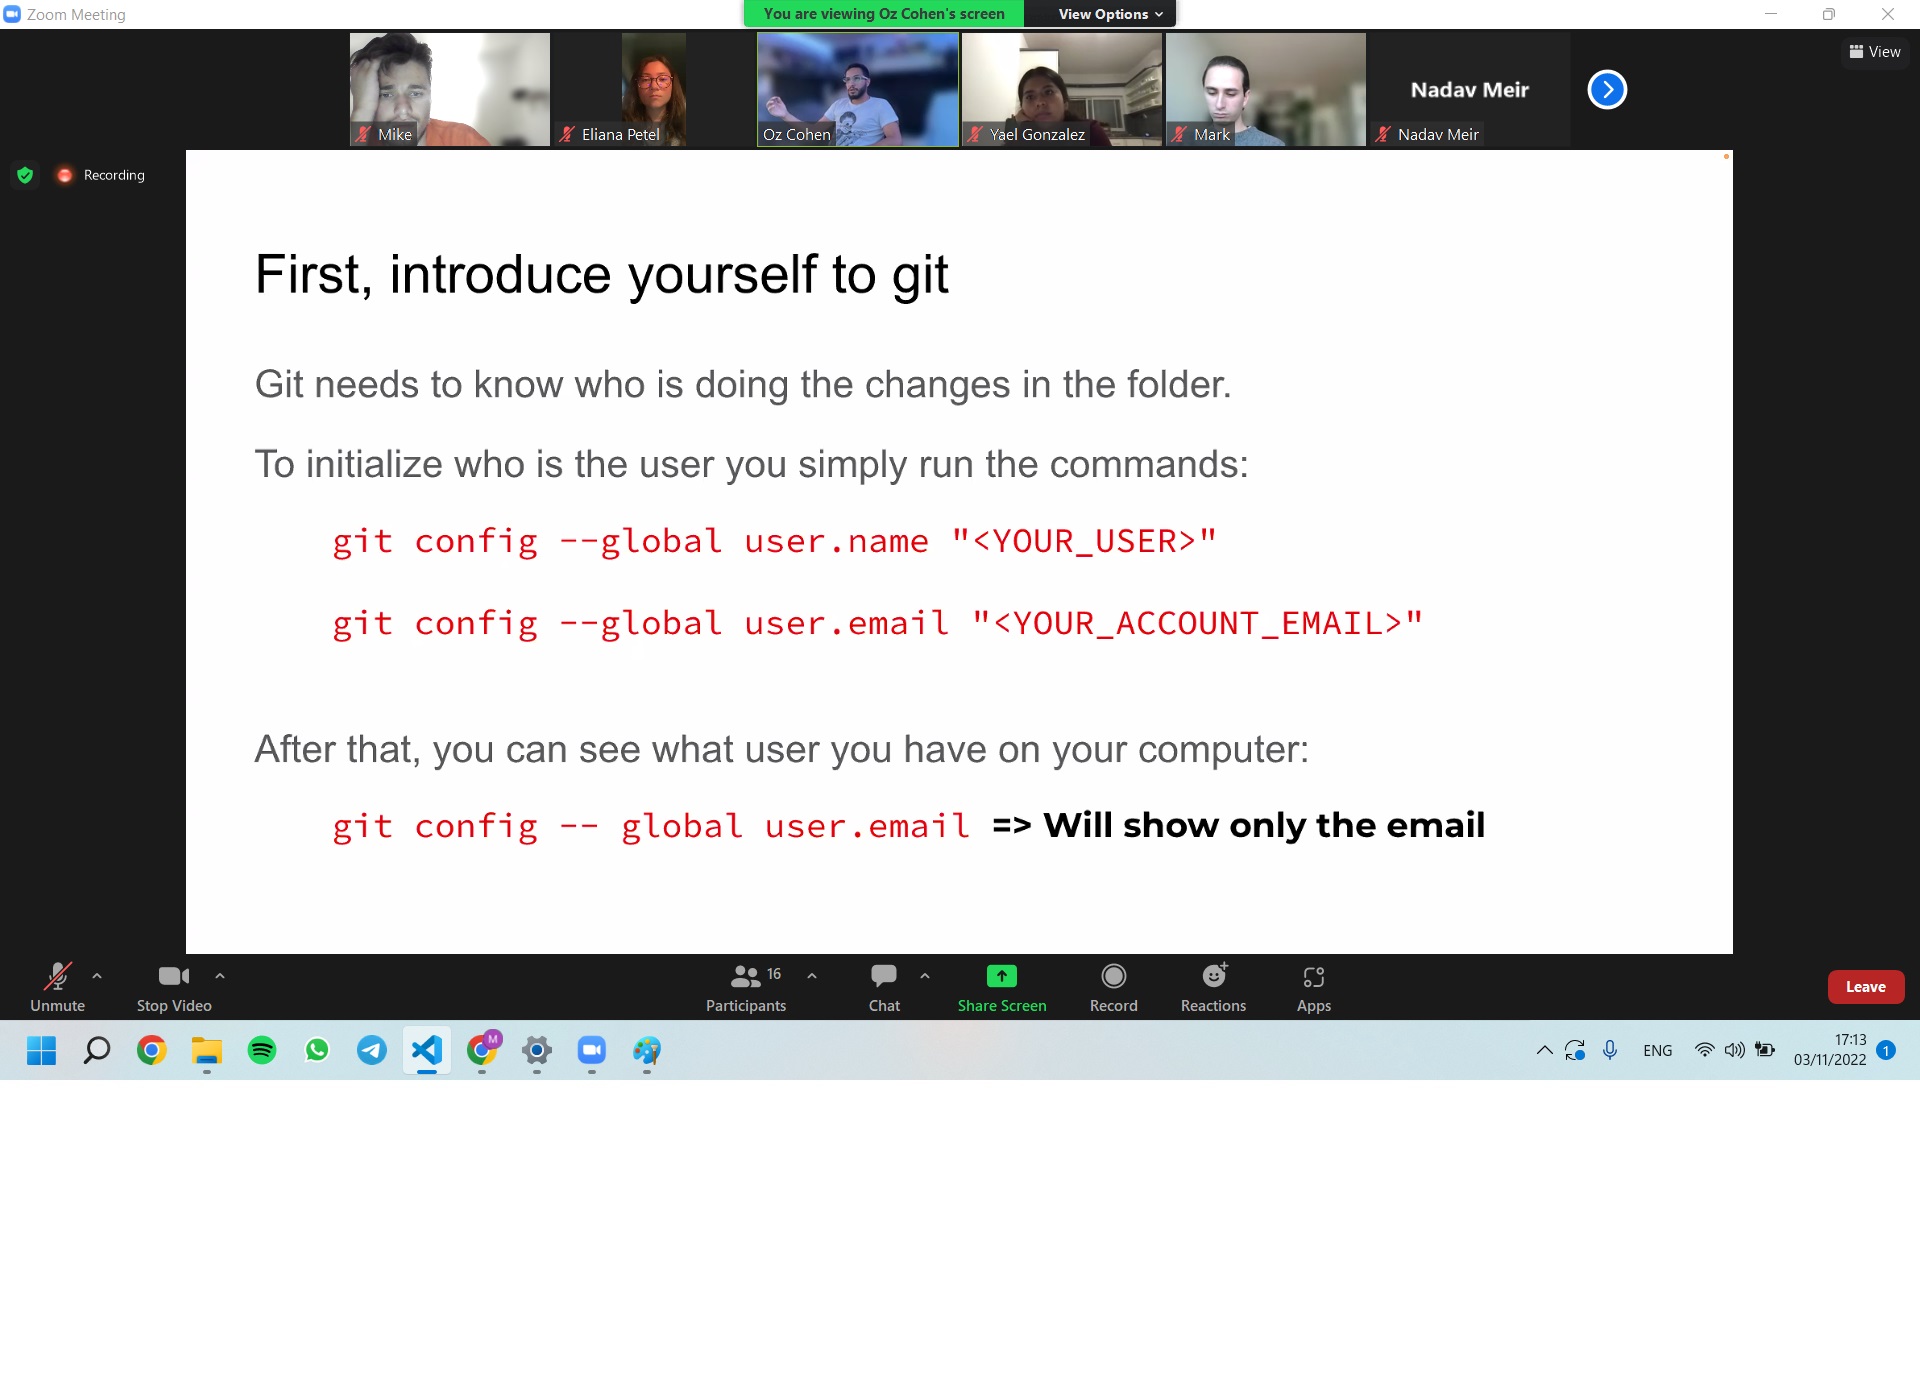 Zoom Meeting
You are viewing Oz Cohen's screen
View Options
View
Mike
Eliana Petel
Oz Cohen
Yael Gonzalez
Mark
Nadav Meir
Nadav Meir
Recording
First, introduce yourself to git
Git needs to know who is doing the changes in the folder.
To initialize who is the user you simply run the commands:
git config --global user.name "<YOUR_USER>"
git config --global user.email "<YOUR_ACCOUNT_EMAIL>"
After that, you can see what user you have on your computer:
git config -- global user.email => Will show only the email
Unmute
Stop Video
16
Participants
Chat
Share Screen
Record
Reactions
Apps
Leave
M
ENG
17:13
03/11/2022
1